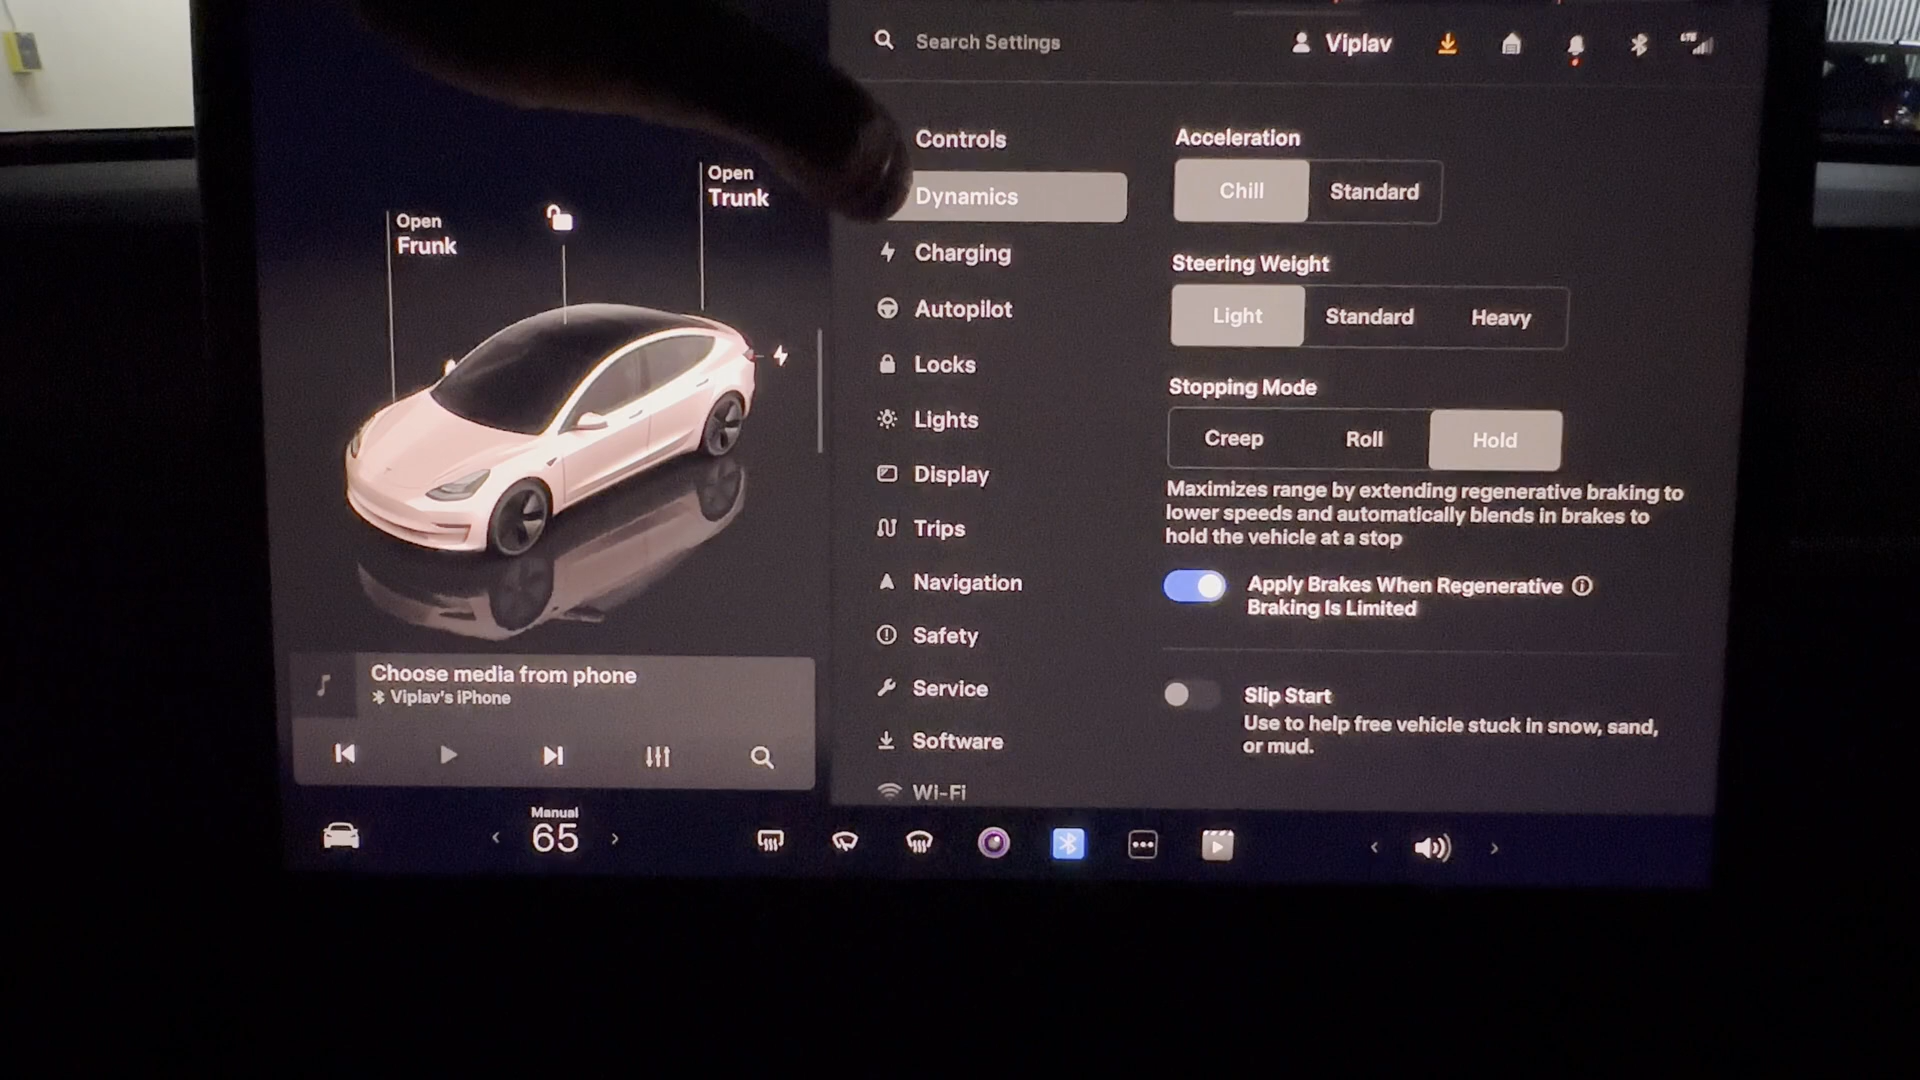 Search Settings
Viplav
LTE
Open
Frunk
Open
Trunk
Controls
Dynamics
Charging
Autopilot
Locks
Lights
Display
Trips
Navigation
Safety
Service
Software
Wi-Fi
Acceleration
Chill Standard
Steering Weight
Light Standard Heavy
Stopping Mode
Creep Roll Hold
Maximizes range by extending regenerative braking to
lower speeds and automatically blends in brakes to
hold the vehicle at a stop
Apply Brakes When Regenerative
Braking Is Limited
Slip Start
Use to help free vehicle stuck in snow, sand,
or mud.
Choose media from phone
Viplav's iPhone
Manual
65